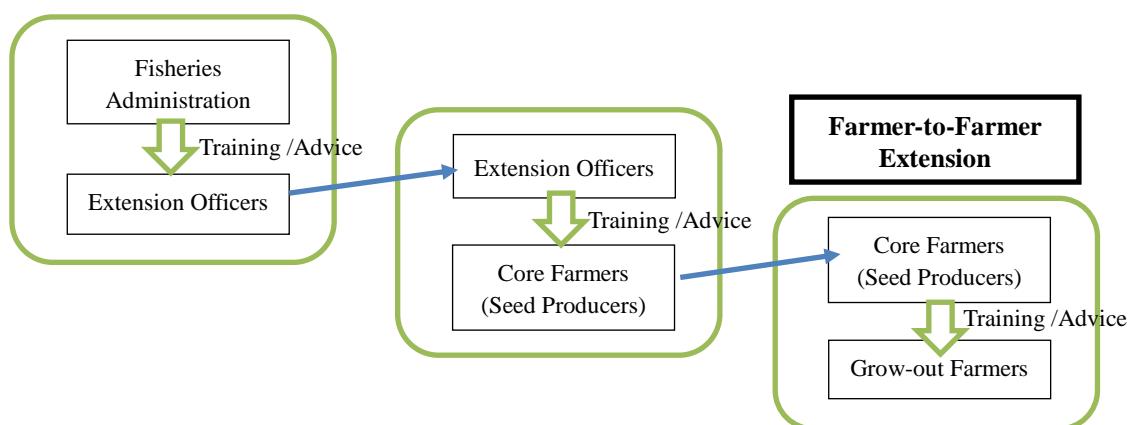 Fisheries
Administration
Training /Advice
Extension Officers
Extension Officers
Training /Advice
Core Farmers
(Seed Producers)
Farmer-to-Farmer
Extension
Core Farmers
(Seed Producers)
Training /Advice
Grow-out Farmers